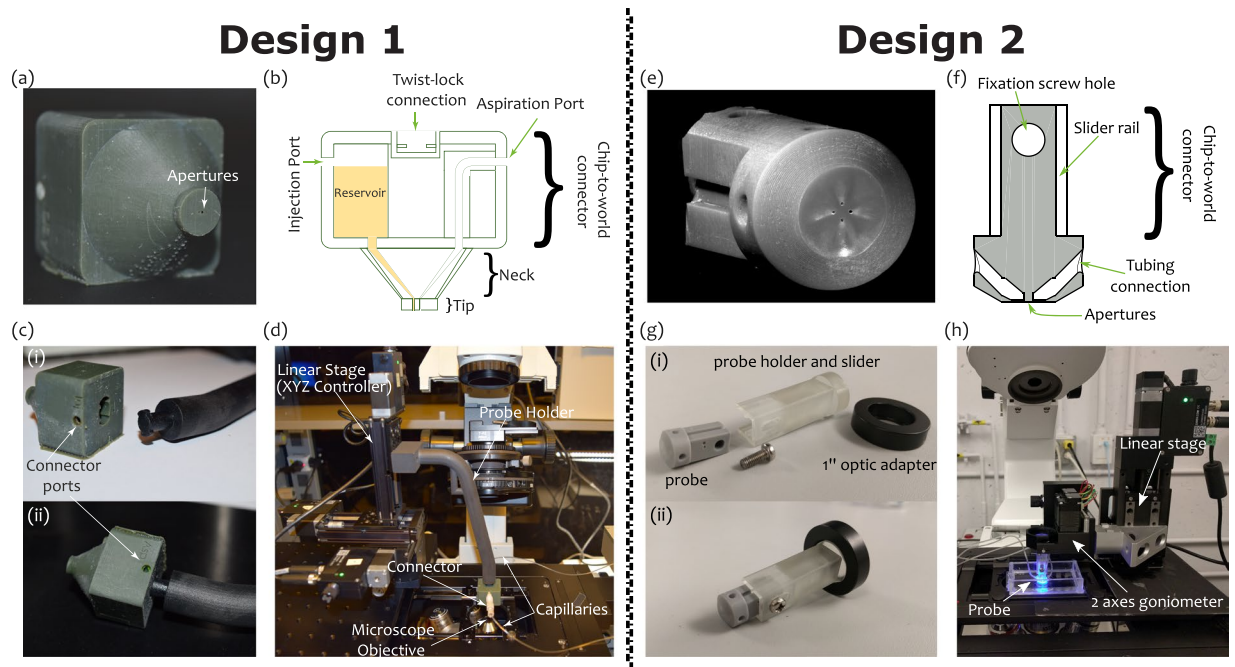 Design 1
Design 2
(a)
Apertures
(b)
Twist-lock
connection
Aspiration Port
Injection Port
Reservoir
Chip-to-world
connector
Neck
Tip
(c)
(i)
Connector
ports
(ii)
(d)
Linear Stage
(XYZ Controller)
Probe Holder
Connector
Capillaries
Microscope
Objective
(e)
(f)
Fixation screw hole
Slider rail
Chip-to-world
connector
Tubing
connection
Apertures
(g)
(i)
probe holder and slider
1" optic adapter
probe
(ii)
(h)
Linear stage
Probe
2 axes goniometer